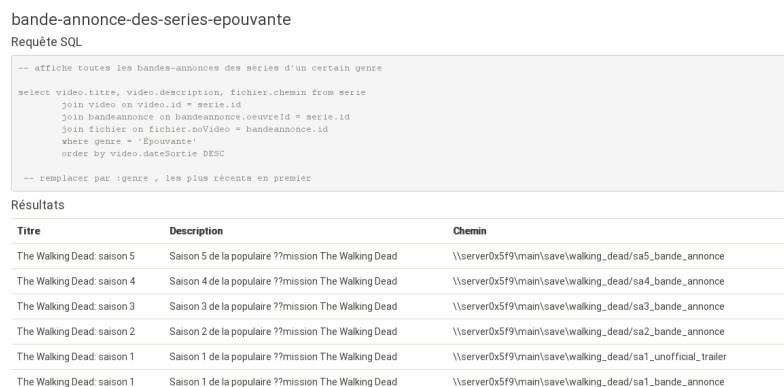 bande-annonce-des-series-epouvante
Requête SQL
-- affiche toutes les bandes-annonces des séries d'un certain genre
select video.titre, video.description, fichier.chemin from serie
join video on video.id = serie.id
join bandeannonce on bandeannonce.oeuvreId = serie.id
join fichier on fichier.noVideo = bandeannonce.id
where genre = 'Épouvante'
order by video.dateSortie DESC
-- remplacer par :genre , les plus récents en premier
Résultats
Titre Description Chemin
The Walking Dead: saison 5 Saison 5 de la populaire ??mission The Walking Dead \\server0x5f9\main\save\walking_dead/sa5_bande_annonce
The Walking Dead: saison 4 Saison 4 de la populaire ??mission The Walking Dead \\server0x5f9\main\save\walking_dead/sa4_bande_annonce
The Walking Dead: saison 3 Saison 3 de la populaire ??mission The Walking Dead \\server0x5f9\main\save\walking_dead/sa3_bande_annonce
The Walking Dead: saison 2 Saison 2 de la populaire ??mission The Walking Dead \\server0x5f9\main\save\walking_dead/sa2_bande_annonce
The Walking Dead: saison 1 Saison 1 de la populaire ??mission The Walking Dead \\server0x5f9\main\save\walking_dead/sa1_unofficial_trailer
The Walking Dead: saison 1 Saison 1 de la populaire ??mission The Walking Dead \\server0x5f9\main\save\walking_dead/sa1_bande_annonce